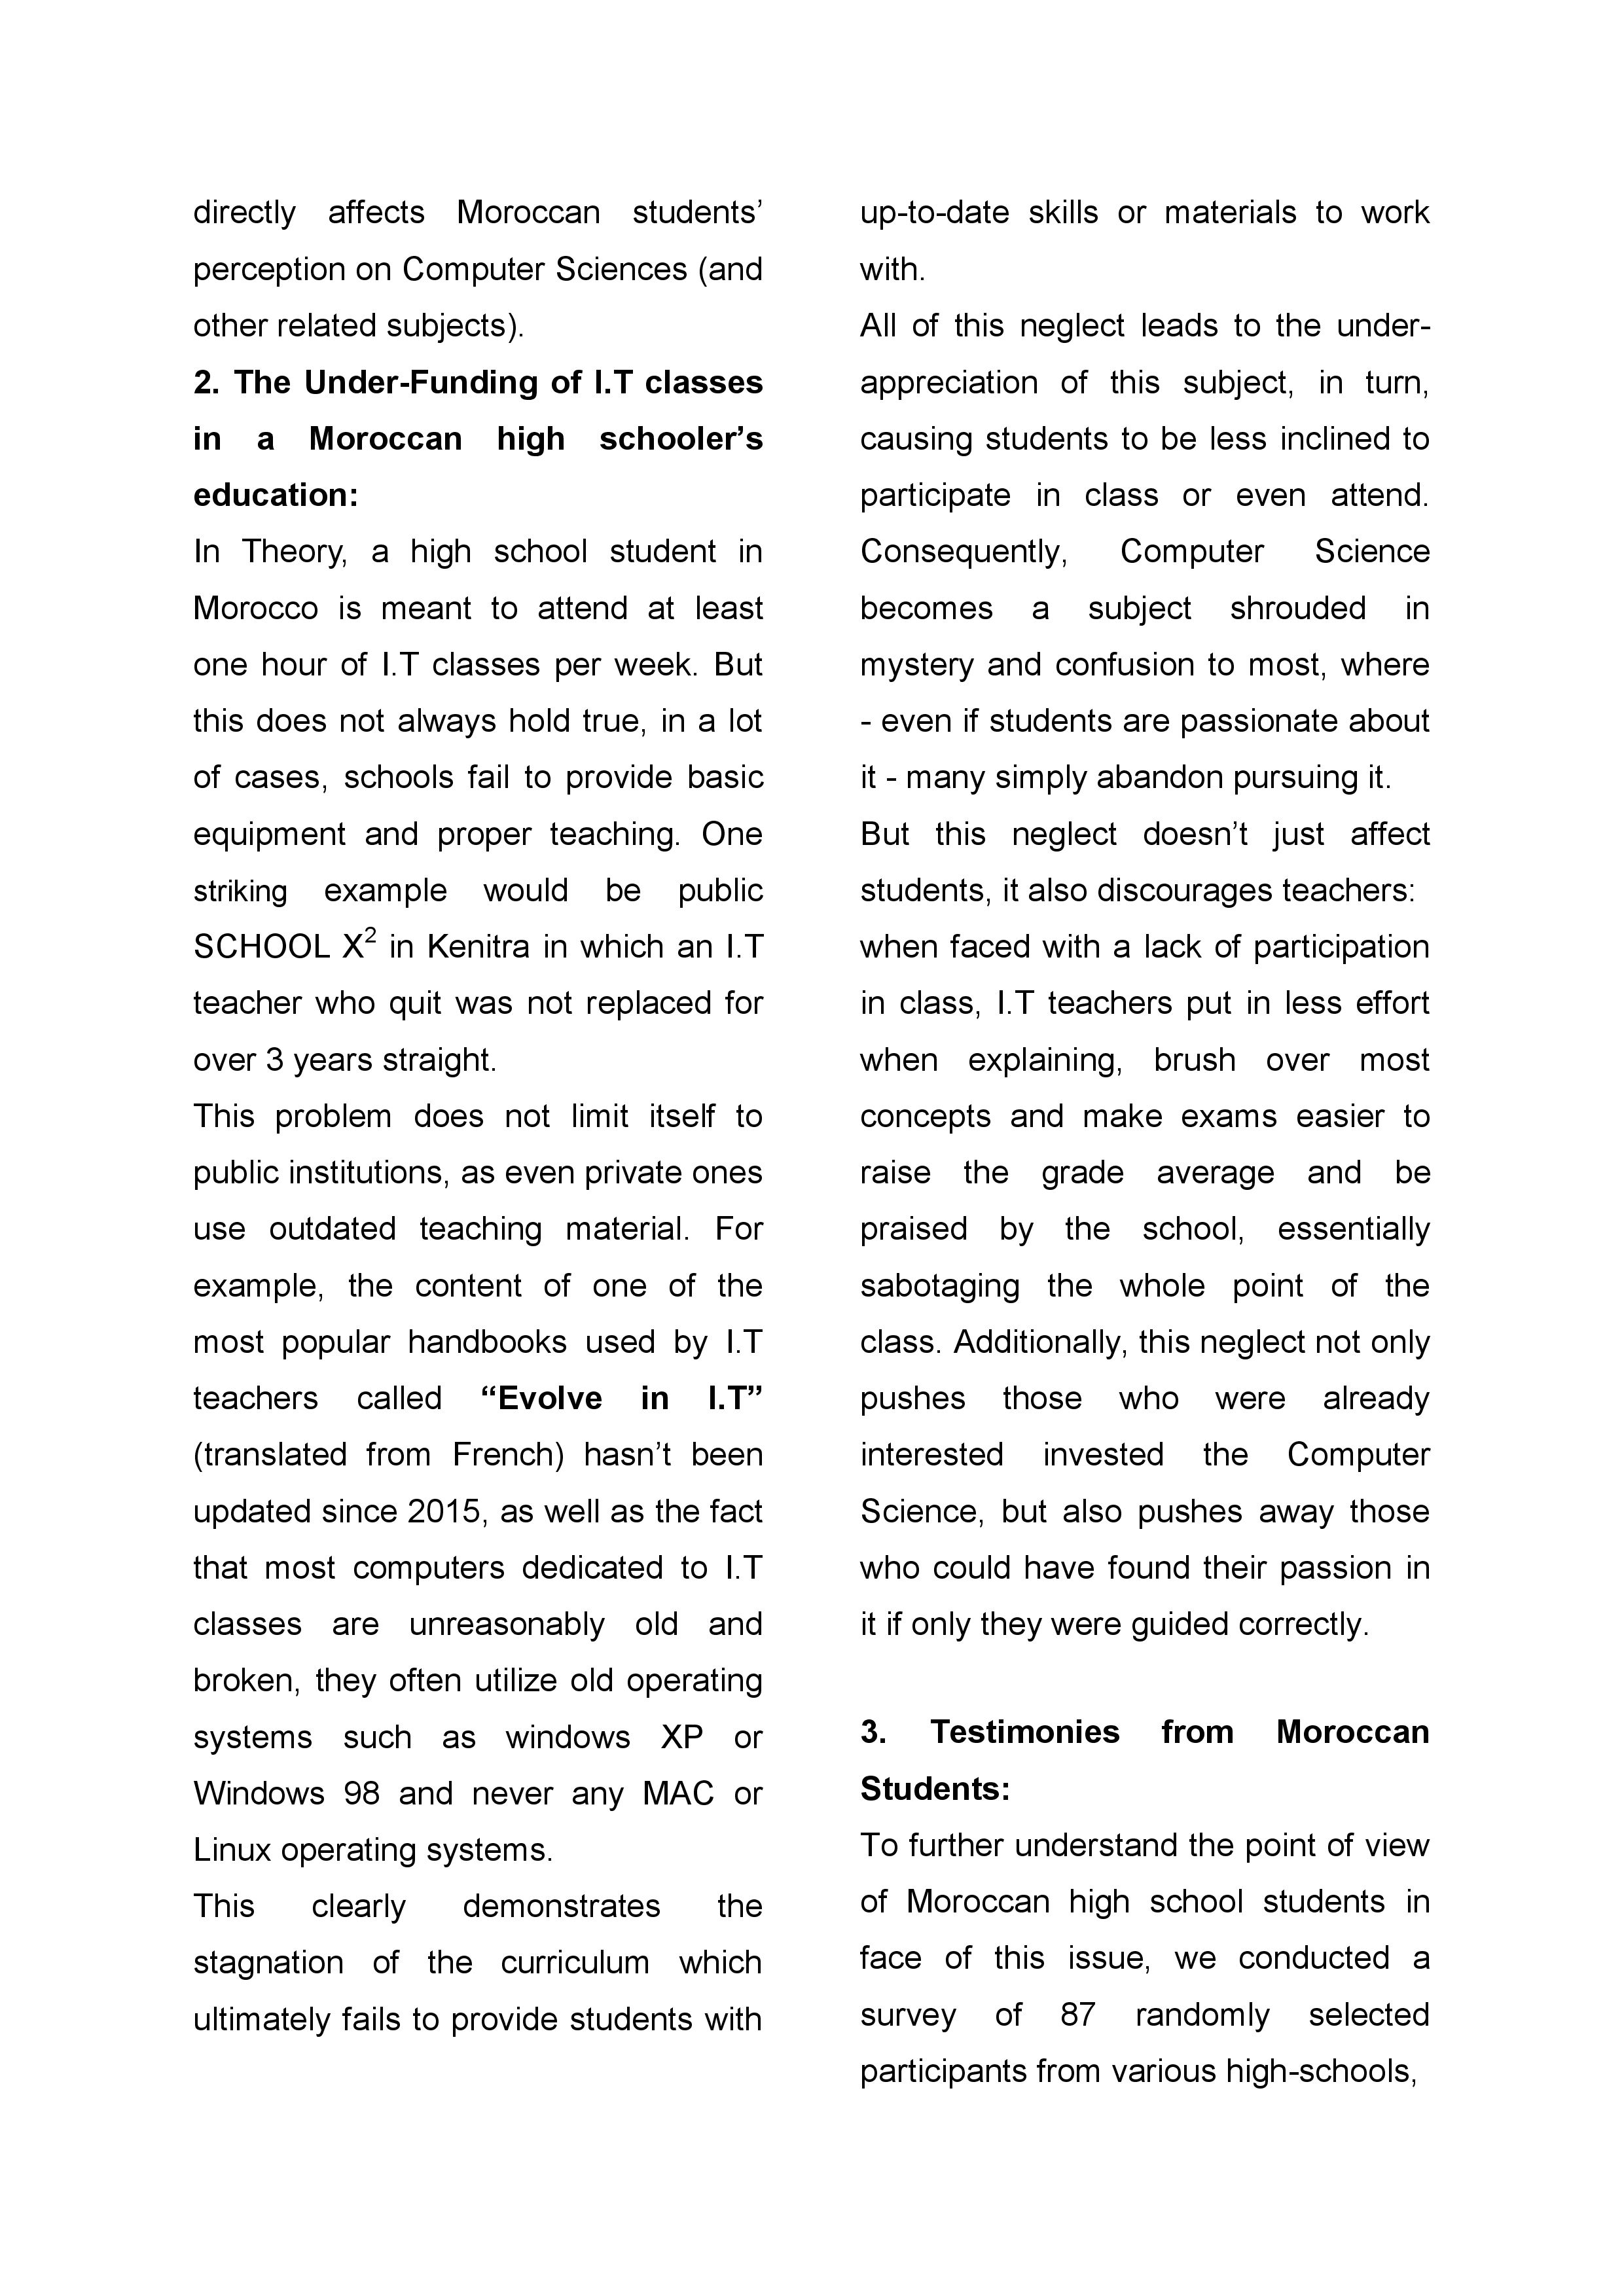 directly affects Moroccan students’
perception on Computer Sciences (and
other related subjects).
2. The Under-Funding of I.T classes
in a Moroccan high schooler’s
education:
In Theory, a high school student in
Morocco is meant to attend at least
one hour of I.T classes per week. But
this does not always hold true, in a lot
of cases, schools fail to provide basic
equipment and proper teaching. One
striking example would be public
SCHOOL X² in Kenitra in which an I.T
teacher who quit was not replaced for
over 3 years straight.
This problem does not limit itself to
public institutions, as even private ones
use outdated teaching material. For
example, the content of one of the
most popular handbooks used by I.T
teachers called “Evolve in I.T”
(translated from French) hasn’t been
updated since 2015, as well as the fact
that most computers dedicated to I.T
classes are unreasonably old and
broken, they often utilize old operating
systems such as windows XP or
Windows 98 and never any MAC or
Linux operating systems.
This clearly demonstrates the
stagnation of the curriculum which
ultimately fails to provide students with
up-to-date skills or materials to work
with.
All of this neglect leads to the under-
appreciation of this subject, in turn,
causing students to be less inclined to
participate in class or even attend.
Consequently, Computer Science
becomes a subject shrouded in
mystery and confusion to most, where
- even if students are passionate about
it - many simply abandon pursuing it.
But this neglect doesn’t just affect
students, it also discourages teachers:
when faced with a lack of participation
in class, I.T teachers put in less effort
when explaining, brush over most
concepts and make exams easier to
raise the grade average and be
praised by the school, essentially
sabotaging the whole point of the
class. Additionally, this neglect not only
pushes those who were already
interested invested the Computer
Science, but also pushes away those
who could have found their passion in
it if only they were guided correctly.
3. Testimonies from Moroccan
Students:
To further understand the point of view
of Moroccan high school students in
face of this issue, we conducted a
survey of 87 randomly selected
participants from various high-schools,